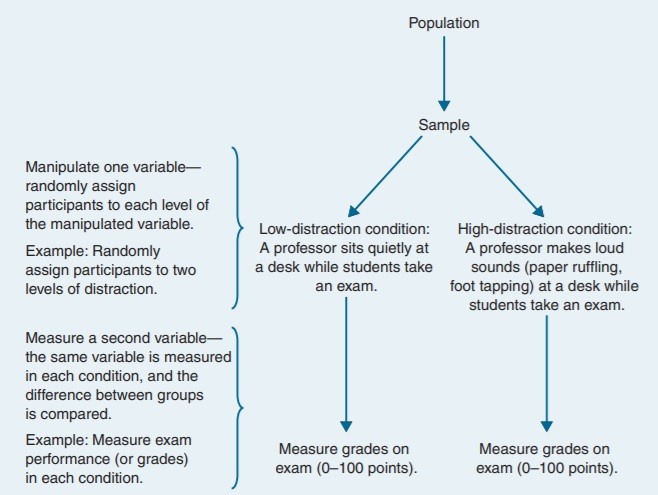 Population
Sample
Manipulate one variable—
randomly assign
participants to each level of
the manipulated variable.
Example: Randomly
assign participants to two
levels of distraction.
Low-distraction condition:
A professor sits quietly at
a desk while students take
an exam.
High-distraction condition:
A professor makes loud
sounds (paper ruffling,
foot tapping) at a desk while
students take an exam.
Measure a second variable—
the same variable is measured
in each condition, and the
difference between groups
is compared.
Example: Measure exam
performance (or grades)
in each condition.
Measure grades on
exam (0–100 points).
Measure grades on
exam (0–100 points).